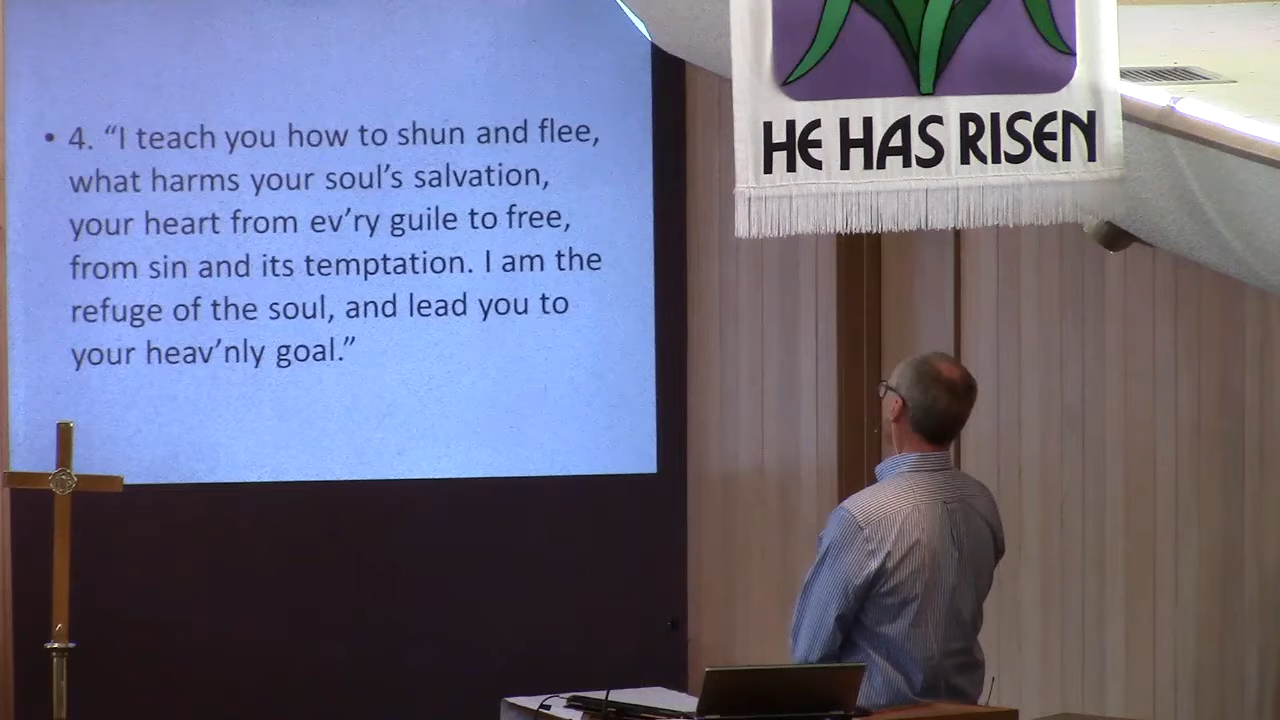 • 4. “I teach you how to shun and flee,
what harms your soul’s salvation,
your heart from ev’ry guile to free,
from sin and its temptation. I am the
refuge of the soul, and lead you to
your heav’nly goal.”
HE HAS RISEN